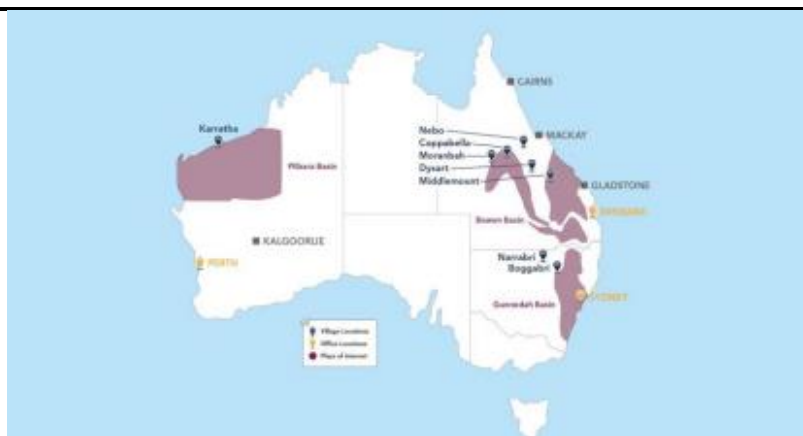 CAIRNS
Karratha
Nebo
MACKAY
Coppabella
Moranbah
Pilbara Basin
Dysart
Middlemount
GLADSTONE
BRISBANE
Bowen Basin
KALGOORLIE
Narrabri
PERTH
Boggabri
SYDNEY
Gunnedah Basin
Village Locations
Office Locations
Plays of Interest